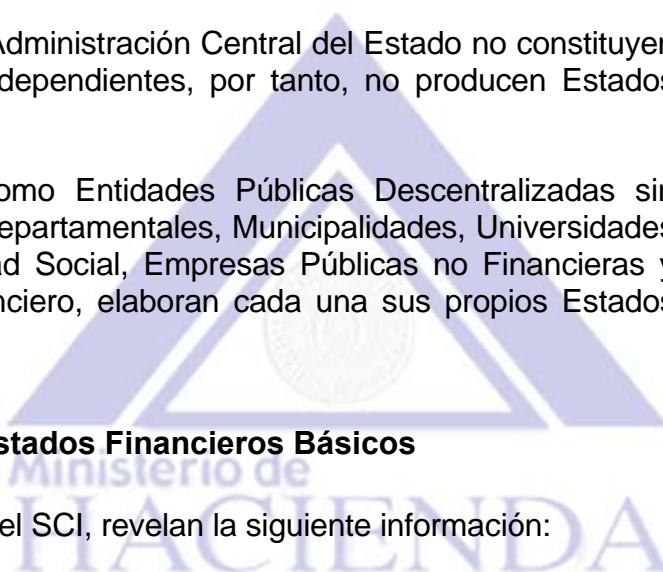 Administración Central del Estado no constituyen
dependientes, por tanto, no producen Estados
omo Entidades Públicas Descentralizadas sin
epartamentales, Municipalidades, Universidades
ad Social, Empresas Públicas no Financieras y
nciero, elaboran cada una sus propios Estados
stados Financieros Básicos
Ministerio de
el SCI, revelan la siguiente información:
HACIENDA